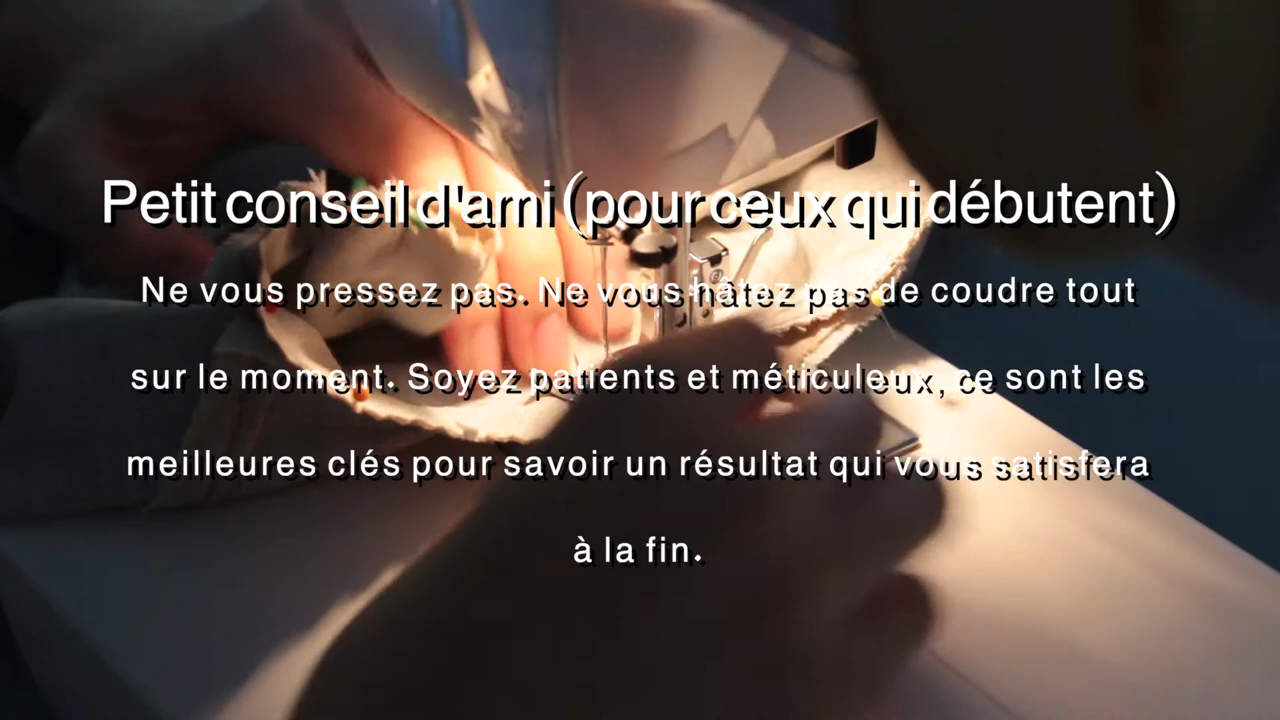 Petit conseil d'ami (pour ceux qui débutent)
Ne vous pressez pas. Ne vous hâtez pas de coudre tout
sur le moment. Soyez patients et méticuleux, ce sont les
meilleures clés pour savoir un résultat qui vous satisfera
à la fin.